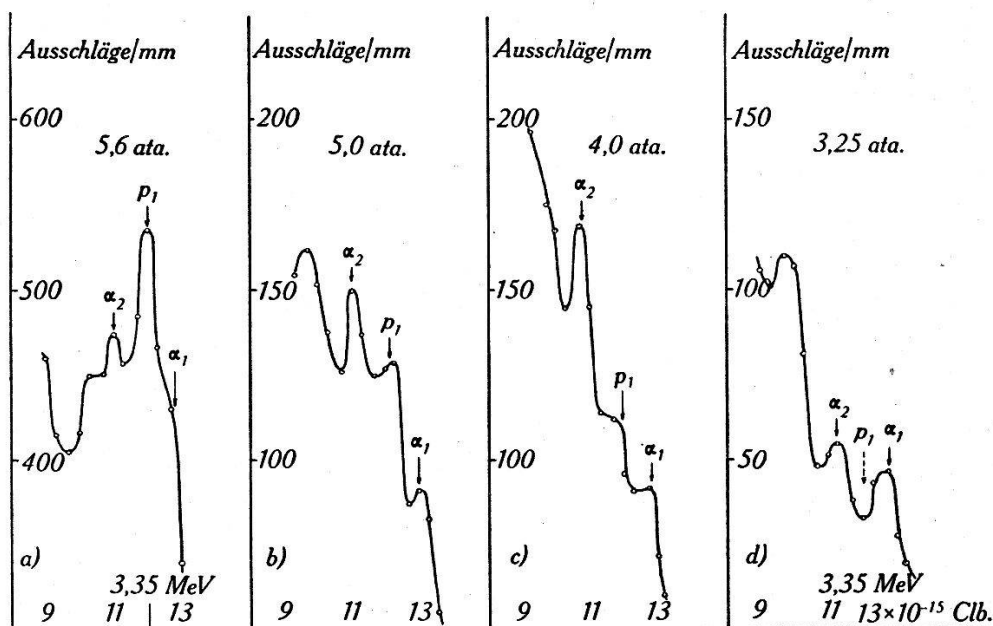 Ausschläge/mm
600
5,6 ata.
p₁
500
α₂
α₁
400
a)
3,35 MeV
9 11 13
Ausschläge/mm
200
5,0 ata.
α₂
150
p₁
100
α₁
b)
9 11 13
Ausschläge/mm
200
4,0 ata.
α₂
150
p₁
100
α₁
c)
9 11 13
Ausschläge/mm
150
3,25 ata.
100
α₂
p₁
α₁
50
d)
3,35 MeV
9 11 13×10⁻¹⁵ Clb.